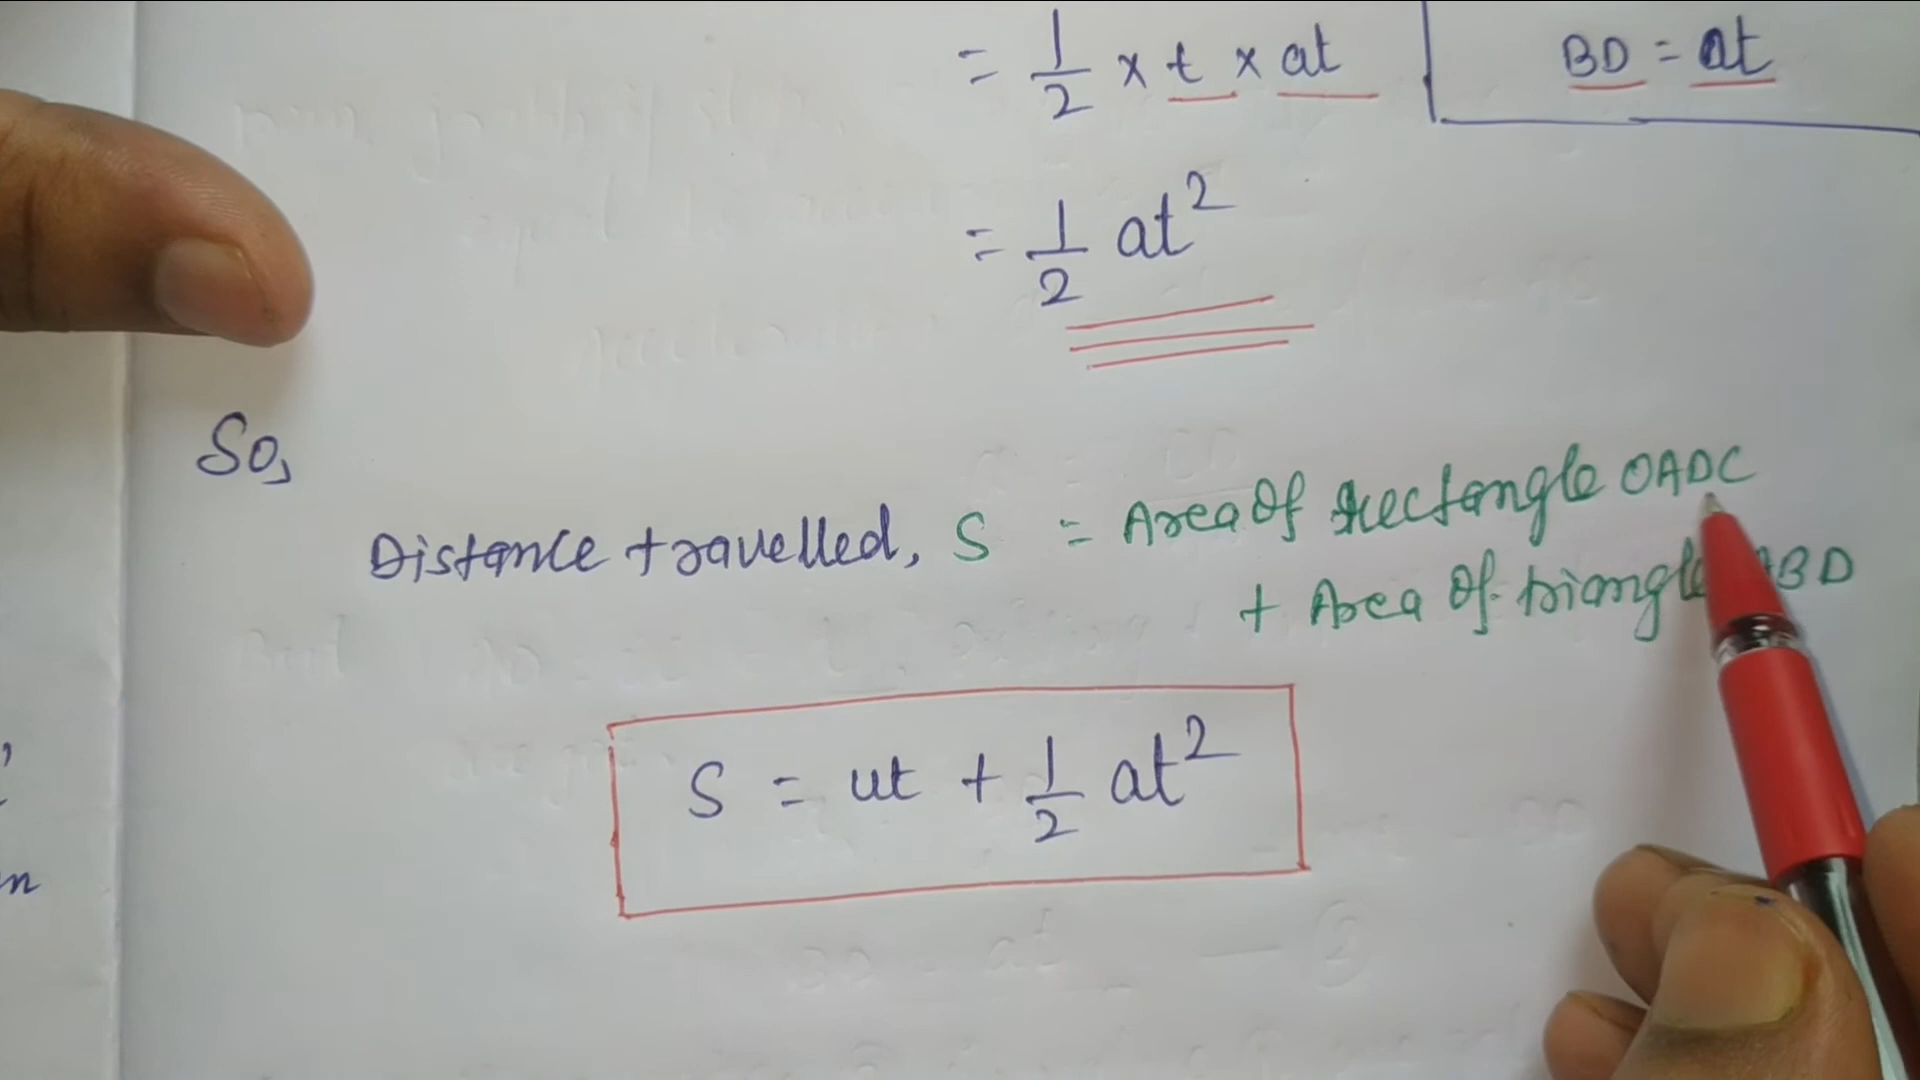 = 1/2 × t × at
BD = at
= 1/2 at²
So,
Distance travelled, S = Area Of Rectangle OADC
+ Area Of triangle BD
S = ut + 1/2 at²